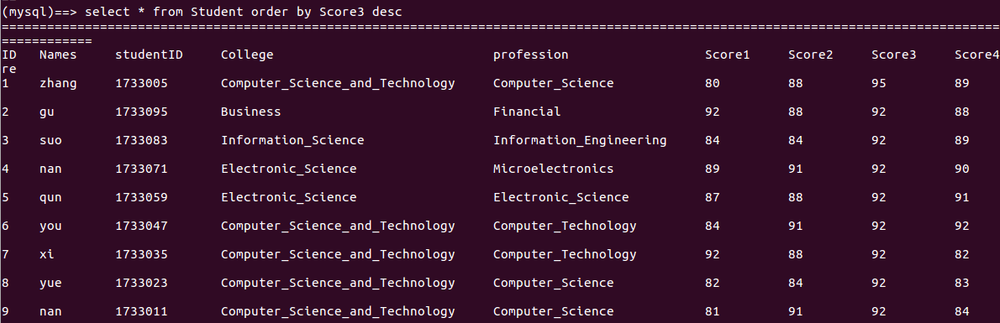 (mysql)==> select * from Student order by Score3 desc
====================================================================================================================================
============
ID Names studentID College profession Score1 Score2 Score3 Score4
re
1 zhang 1733005 Computer_Science_and_Technology Computer_Science 80 88 95 89
2 gu 1733095 Business Financial 92 88 92 88
3 suo 1733083 Information_Science Information_Engineering 84 84 92 89
4 nan 1733071 Electronic_Science Microelectronics 89 91 92 90
5 qun 1733059 Electronic_Science Electronic_Science 87 88 92 91
6 you 1733047 Computer_Science_and_Technology Computer_Technology 84 91 92 92
7 xi 1733035 Computer_Science_and_Technology Computer_Technology 92 88 92 82
8 yue 1733023 Computer_Science_and_Technology Computer_Science 82 84 92 83
9 nan 1733011 Computer_Science_and_Technology Computer_Science 81 91 92 84